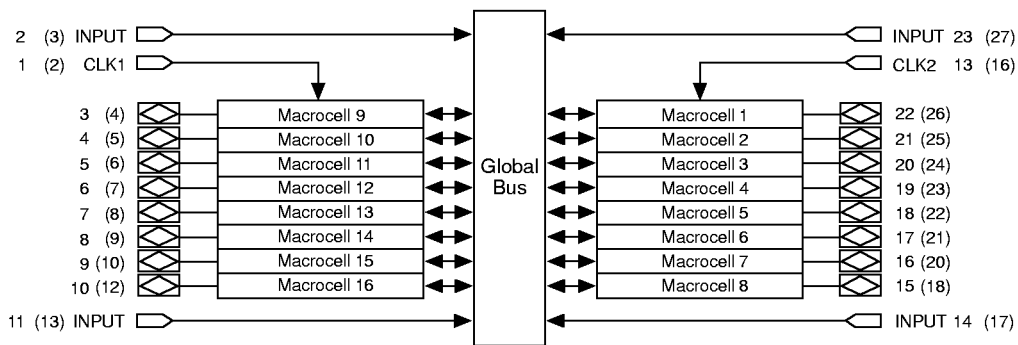 2 (3) INPUT INPUT 23 (27)
1 (2) CLK1 CLK2 13 (16)
3 (4) Macrocell 9 Macrocell 1 22 (26)
4 (5) Macrocell 10 Macrocell 2 21 (25)
5 (6) Macrocell 11 Global Bus Macrocell 3 20 (24)
6 (7) Macrocell 12 Macrocell 4 19 (23)
7 (8) Macrocell 13 Macrocell 5 18 (22)
8 (9) Macrocell 14 Macrocell 6 17 (21)
9 (10) Macrocell 15 Macrocell 7 16 (20)
10 (12) Macrocell 16 Macrocell 8 15 (18)
11 (13) INPUT INPUT 14 (17)